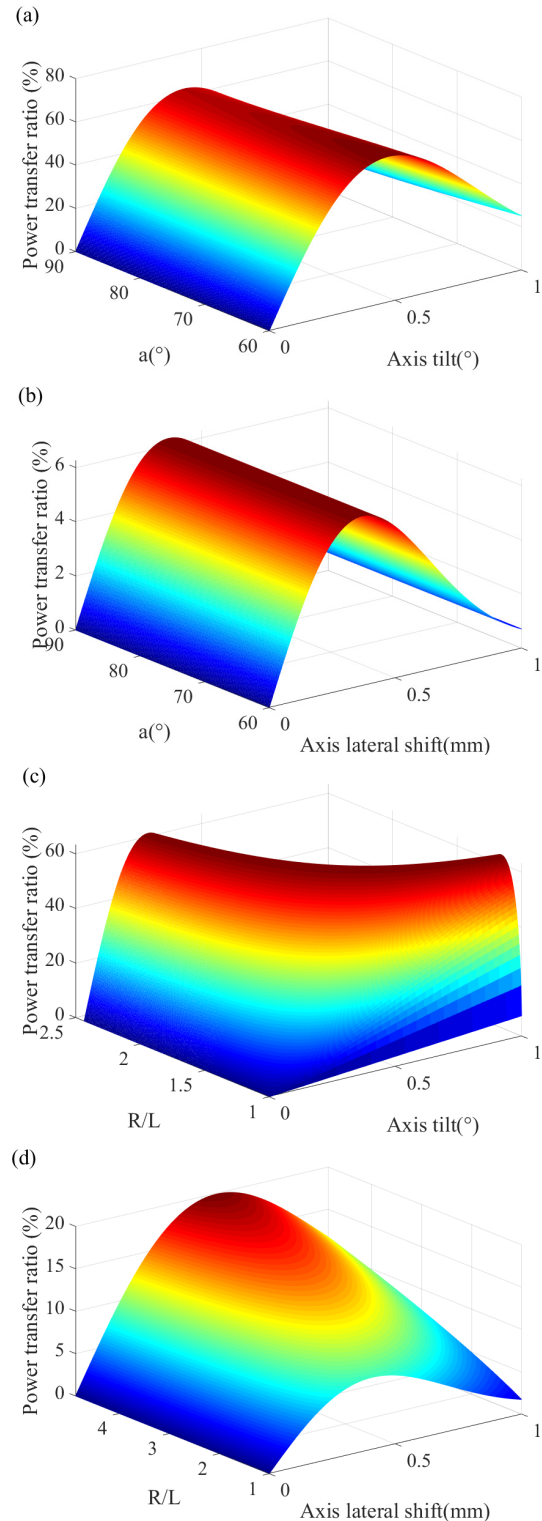 (a)
Power transfer ratio (%)
80
60
40
20
0
90
80
70
60
a(°)
0
0.5
1
Axis tilt(°)
(b)
Power transfer ratio (%)
6
4
2
0
90
80
70
60
a(°)
0
0.5
1
Axis lateral shift(mm)
(c)
Power transfer ratio (%)
60
40
20
0
2.5
2
1.5
1
R/L
0
0.5
1
Axis tilt(°)
(d)
Power transfer ratio (%)
20
15
10
5
0
4
3
2
1
R/L
0
0.5
1
Axis lateral shift(mm)